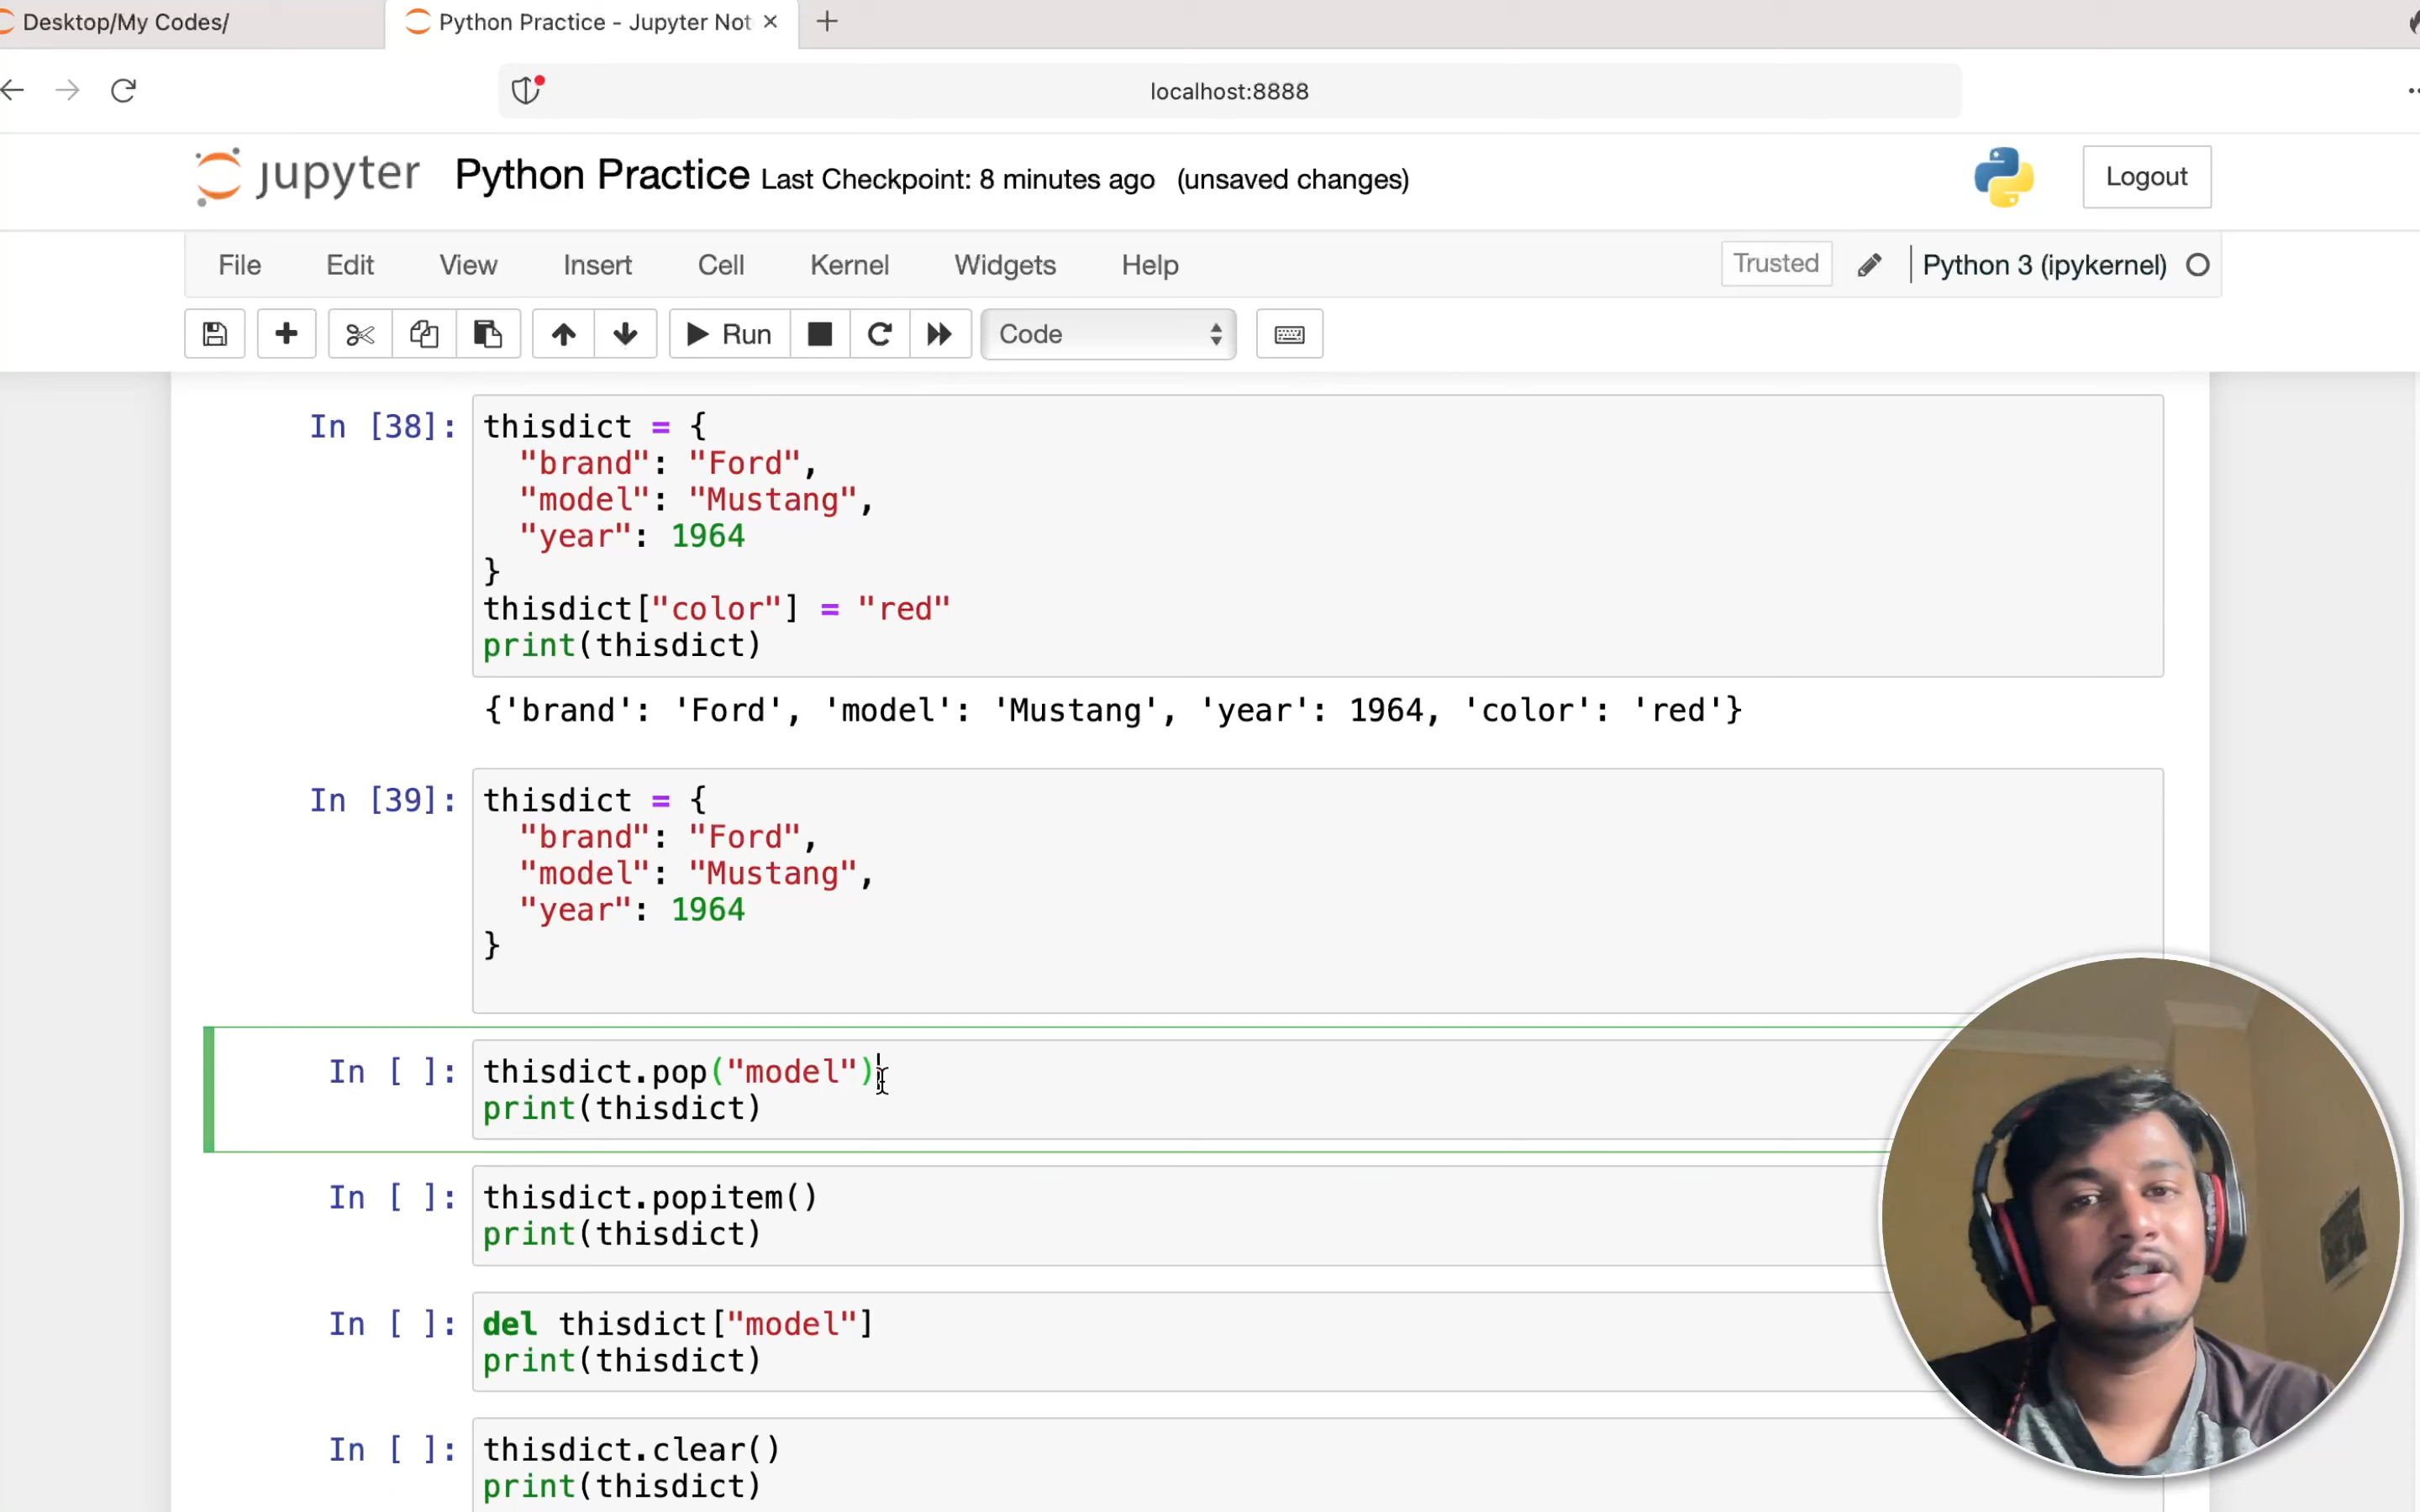 Desktop/My Codes/
Python Practice - Jupyter Not
localhost:8888
jupyter Python Practice Last Checkpoint: 8 minutes ago (unsaved changes)
Logout
File Edit View Insert Cell Kernel Widgets Help
Trusted
Python 3 (ipykernel)
Run
Code
In [38]: thisdict = {
"brand": "Ford",
"model": "Mustang",
"year": 1964
}
thisdict["color"] = "red"
print(thisdict)
{'brand': 'Ford', 'model': 'Mustang', 'year': 1964, 'color': 'red'}
In [39]: thisdict = {
"brand": "Ford",
"model": "Mustang",
"year": 1964
}
In [ ]: thisdict.pop("model")
print(thisdict)
In [ ]: thisdict.popitem()
print(thisdict)
In [ ]: del thisdict["model"]
print(thisdict)
In [ ]: thisdict.clear()
print(thisdict)